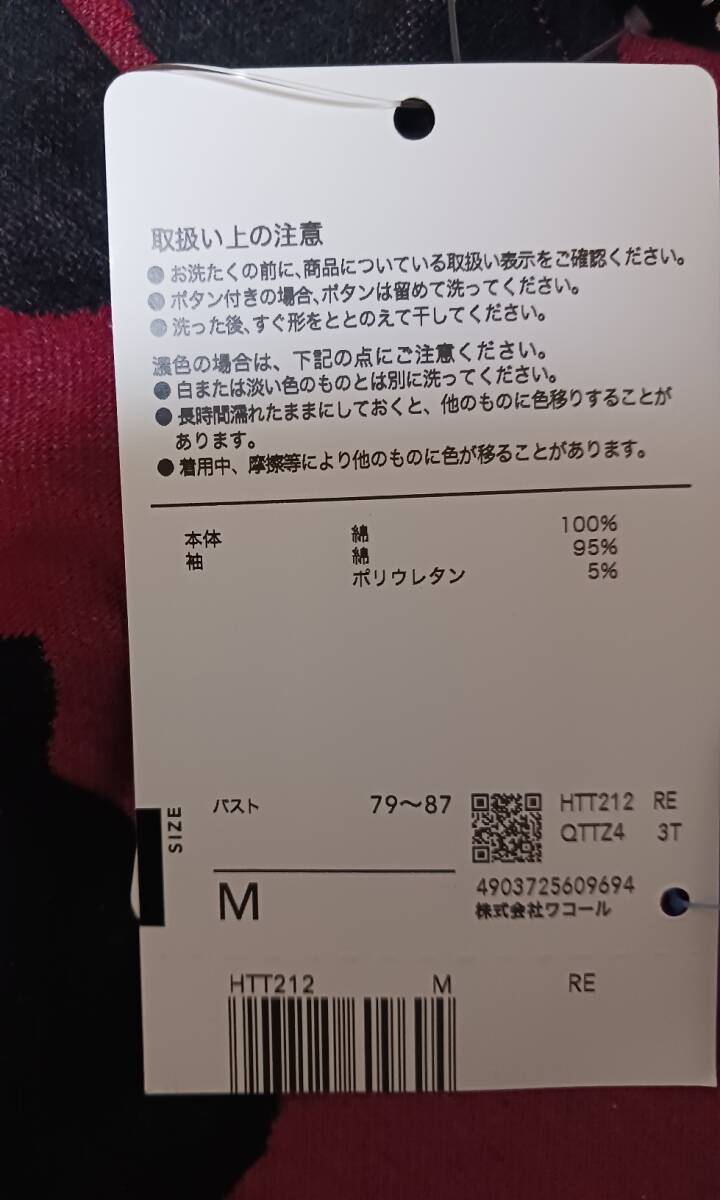 取扱い上の注意
● お洗たくの前に、商品についている取扱い表示をご確認ください。
● ボタン付きの場合、ボタンは留めて洗ってください。
● 洗った後、すぐ形をととのえて干してください。
濃色の場合は、下記の点にご注意ください。
● 白または淡い色のものとは別に洗ってください。
● 長時間濡れたままにしておくと、他のものに色移りすることが
あります。
● 着用中、摩擦等により他のものに色が移ることがあります。
本体 綿 100%
袖 綿 95%
ポリウレタン 5%
SIZE
バスト 79〜87
M
HTT212 RE
QTTZ4 3T
4903725609694
株式会社ワコール
HTT212 M RE